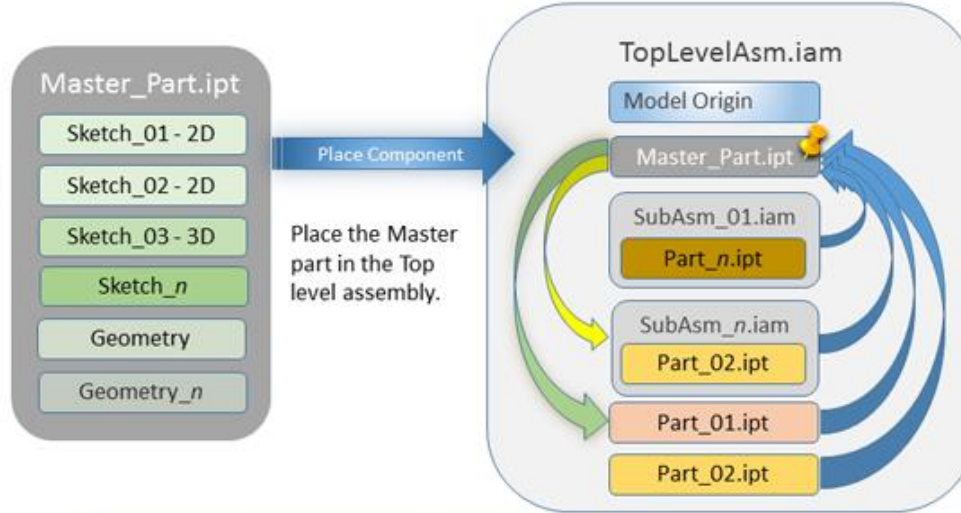 Master_Part.ipt
Sketch_01 - 2D
Sketch_02 - 2D
Sketch_03 - 3D
Sketch_n
Geometry
Geometry_n
Place Component
Place the Master
part in the Top
level assembly.
TopLevelAsm.iam
Model Origin
Master_Part.ipt
SubAsm_01.iam
Part_n.ipt
SubAsm_n.iam
Part_02.ipt
Part_01.ipt
Part_02.ipt